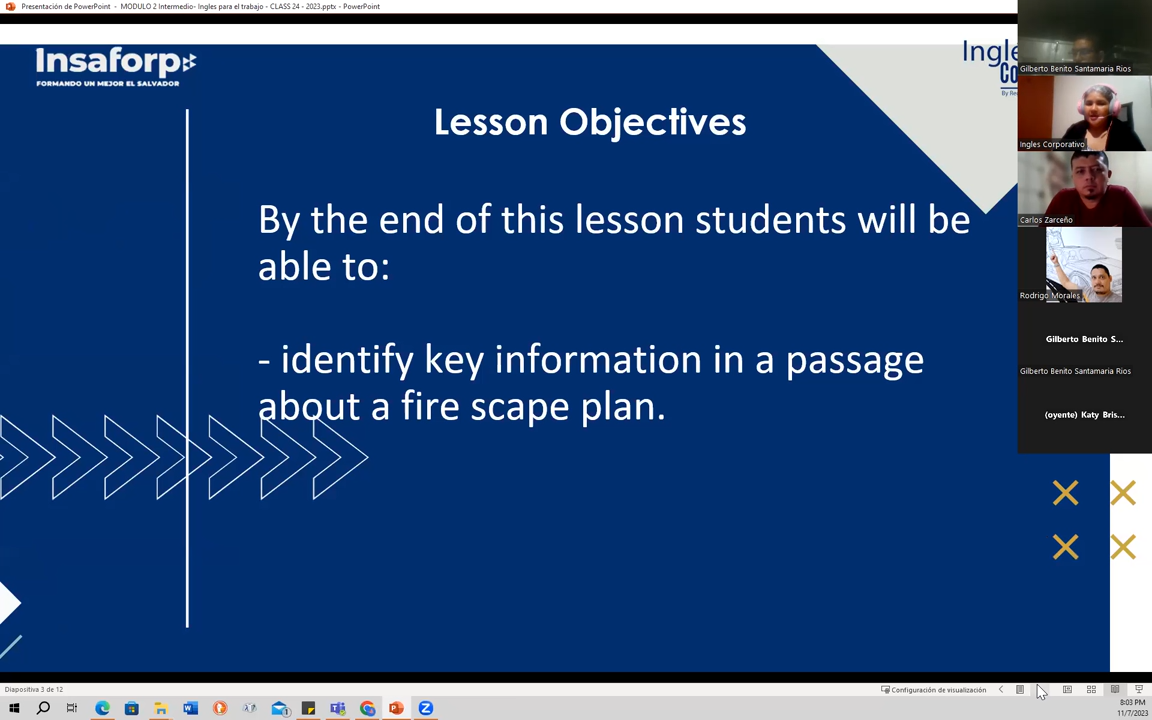 Presentación de PowerPoint - MODULO 2 Intermedio- Ingles para el trabajo - CLASS 24 - 2023.pptx - PowerPoint
Insaforp
FORMANDO UN MEJOR EL SALVADOR
Ingle
CO
Lesson Objectives
By the end of this lesson students will be
able to:
- identify key information in a passage
about a fire scape plan.
Gilberto Benito Santamaria Rios
Ingles Corporativo
Carlos Zarceño
Rodrigo Morales
Gilberto Benito S...
Gilberto Benito Santamaria Rios
(oyente) Katy Bris...
Diapositiva 3 de 12
Configuración de visualización
8:03 PM
11/7/2023